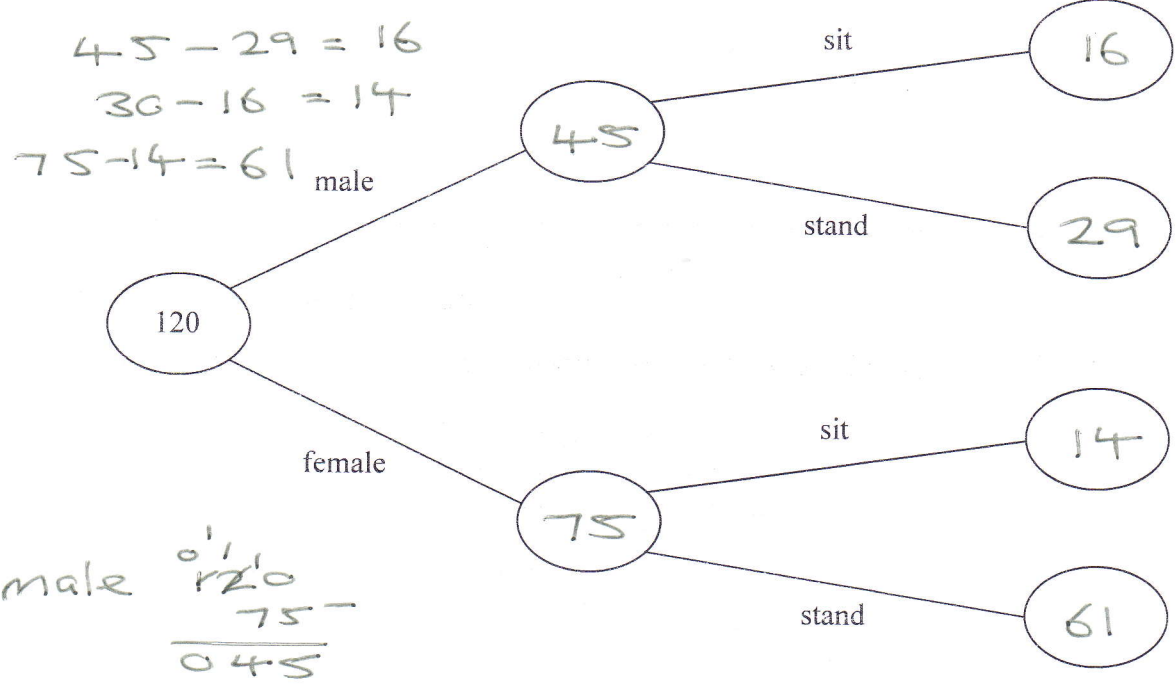 45 - 29 = 16
30 - 16 = 14
75 - 14 = 61
sit
16
45
male
stand
29
120
sit
14
female
75
stand
61
male 120
75 -
045